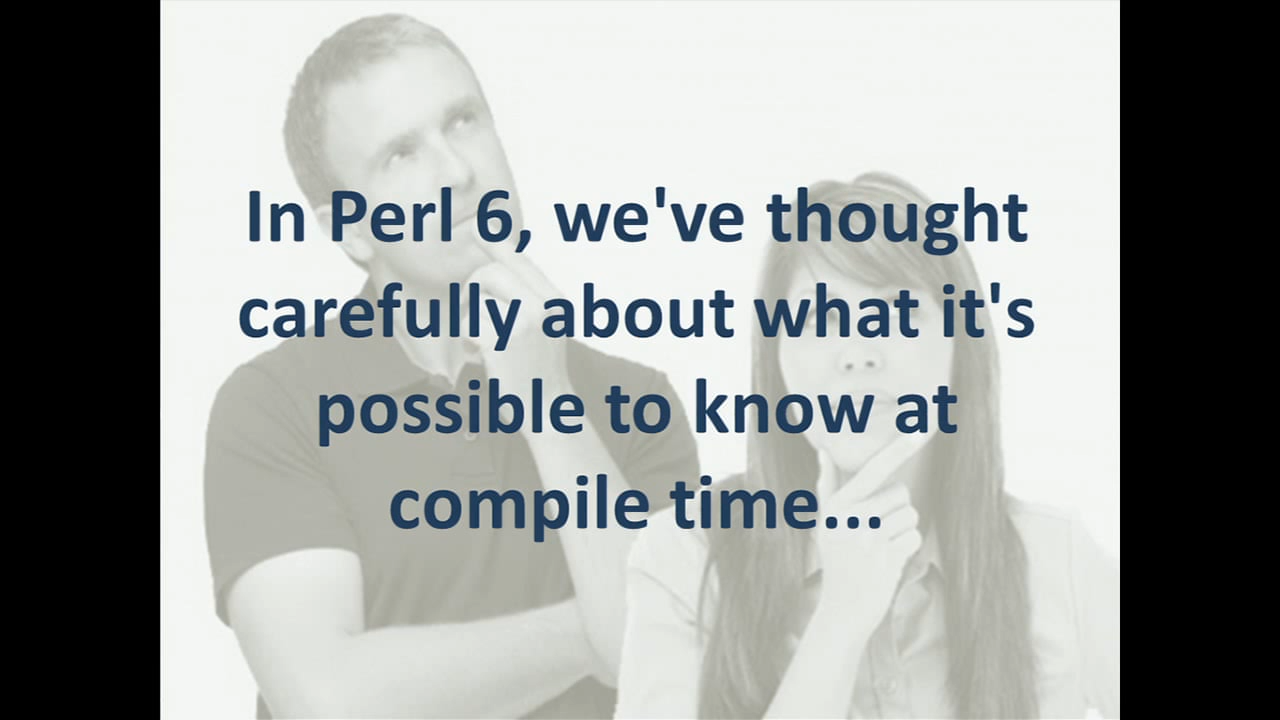 In Perl 6, we've thought
carefully about what it's
possible to know at
compile time...